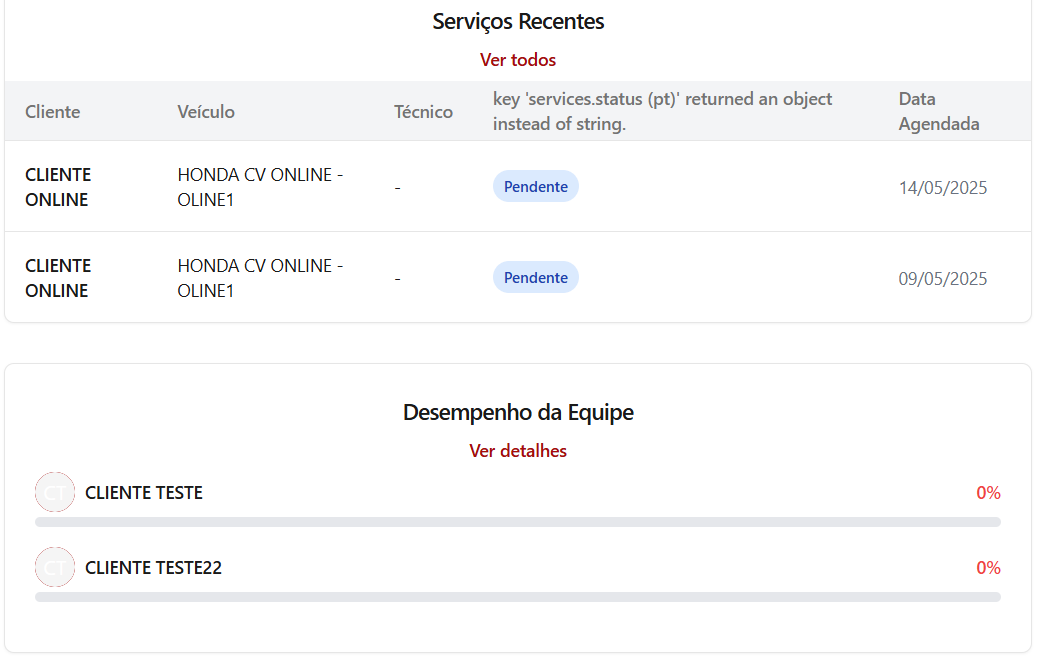 Serviços Recentes
Ver todos
Cliente
Veículo
Técnico
key 'services.status (pt)' returned an object
instead of string.
Data
Agendada
CLIENTE
ONLINE
HONDA CV ONLINE -
OLINE1
-
Pendente
14/05/2025
CLIENTE
ONLINE
HONDA CV ONLINE -
OLINE1
-
Pendente
09/05/2025
Desempenho da Equipe
Ver detalhes
CT
CLIENTE TESTE
0%
CT
CLIENTE TESTE22
0%